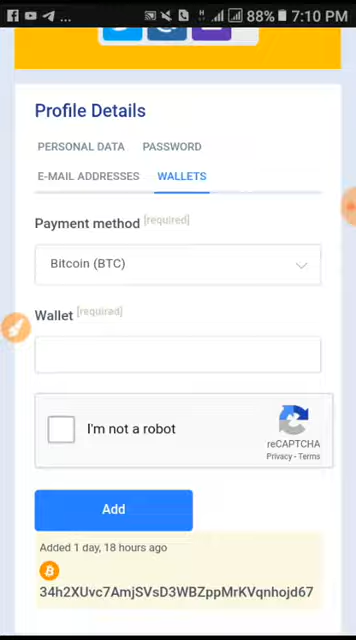 88% 7:10 PM
Profile Details
PERSONAL DATA PASSWORD
E-MAIL ADDRESSES WALLETS
Payment method [required]
Bitcoin (BTC)
Wallet [required]
I'm not a robot
reCAPTCHA
Privacy - Terms
Add
Added 1 day, 18 hours ago
34h2XUvc7AmjSVsD3WBZppMrKVqnhojd67